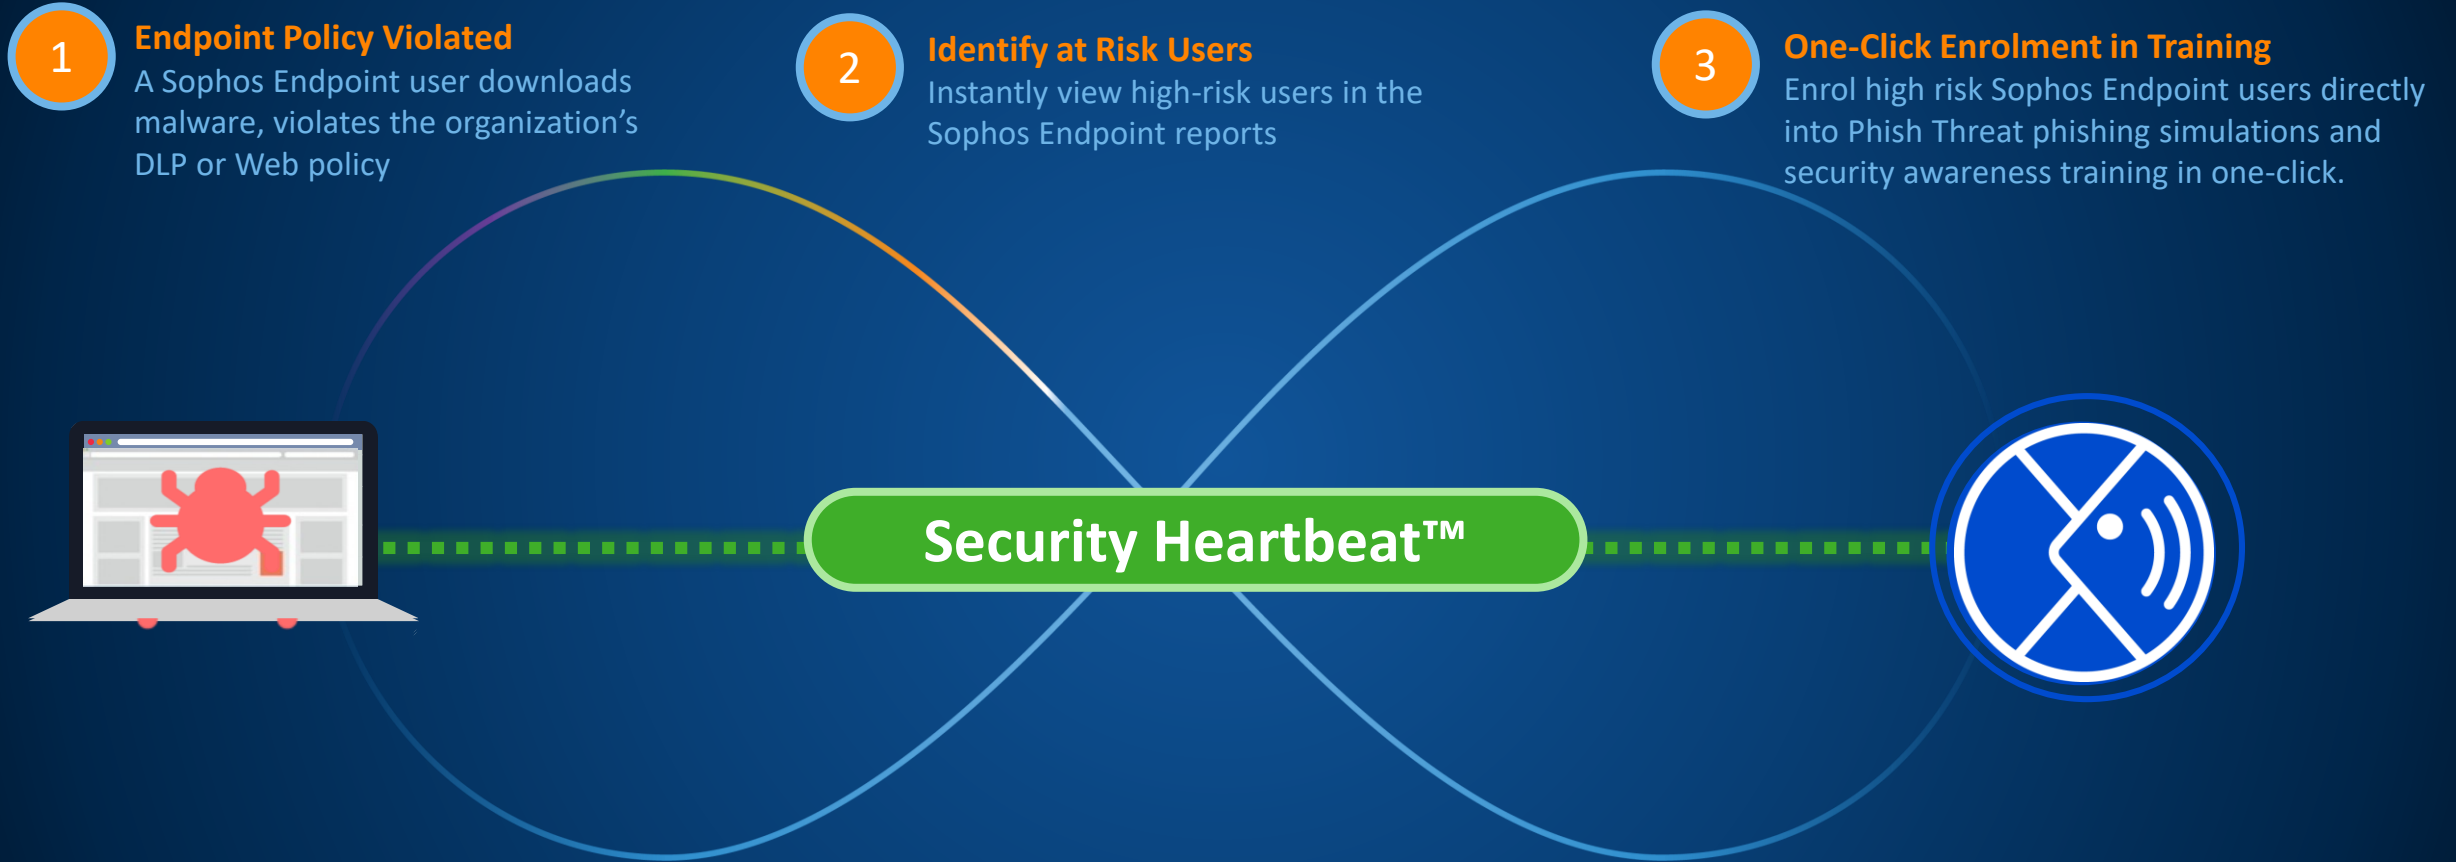 1
Endpoint Policy Violated
A Sophos Endpoint user downloads
malware, violates the organization’s
DLP or Web policy
2
Identify at Risk Users
Instantly view high-risk users in the
Sophos Endpoint reports
3
One-Click Enrolment in Training
Enrol high risk Sophos Endpoint users directly
into Phish Threat phishing simulations and
security awareness training in one-click.
Security Heartbeat™